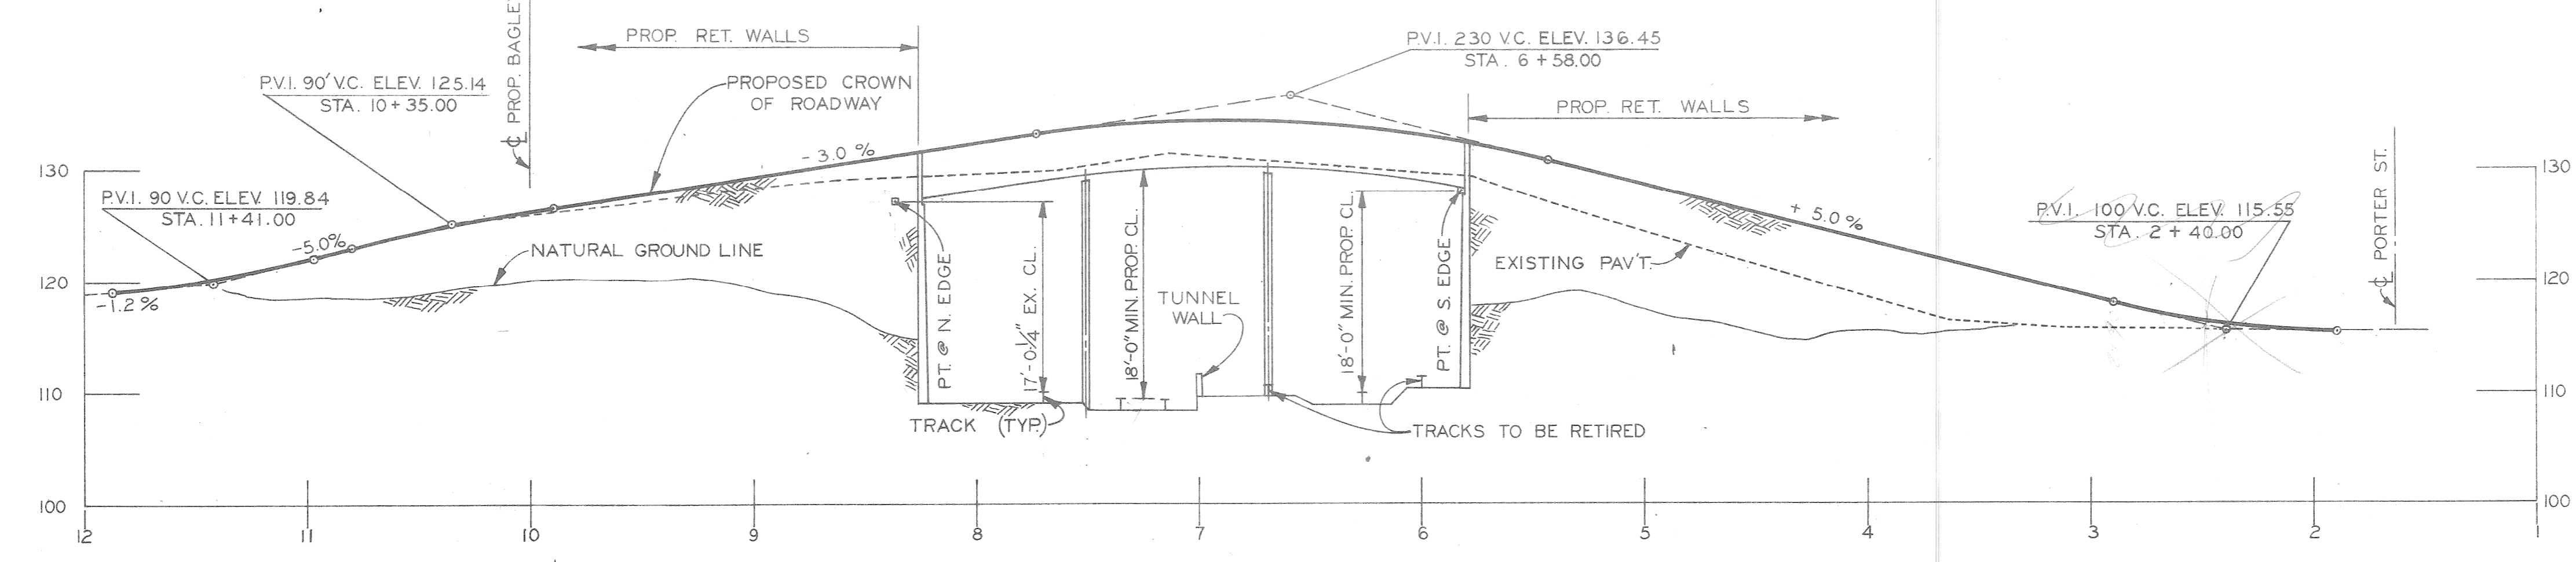 ℄ PROP. BAGLE
PROP. RET. WALLS
P.V.I. 230 V.C. ELEV. 136.45
STA. 6 + 58.00
P.V.I. 90' V.C. ELEV. 125.14
STA. 10 + 35.00
PROPOSED CROWN
OF ROADWAY
PROP. RET. WALLS
-3.0 %
130
130
P.V.I. 90 V.C. ELEV. 119.84
STA. 11+41.00
+ 5.0 %
P.V.I. 100 V.C. ELEV. 115.55
STA. 2 + 40.00
℄ PORTER ST.
-5.0%
NATURAL GROUND LINE
EXISTING PAV'T.
120
120
-1.2 %
PT. @ N. EDGE
17'-0¼" EX. CL.
18'-0" MIN. PROP. CL.
TUNNEL
WALL
18'-0" MIN. PROP. CL.
PT. @ S. EDGE
110
110
TRACK (TYP.)
TRACKS TO BE RETIRED
100
100
12 11 10 9 8 7 6 5 4 3 2 1